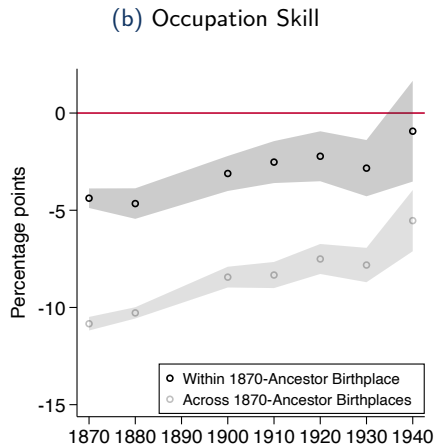 (b) Occupation Skill
Percentage points
0
-5
-10
-15
Within 1870-Ancestor Birthplace
Across 1870-Ancestor Birthplaces
1870 1880 1890 1900 1910 1920 1930 1940